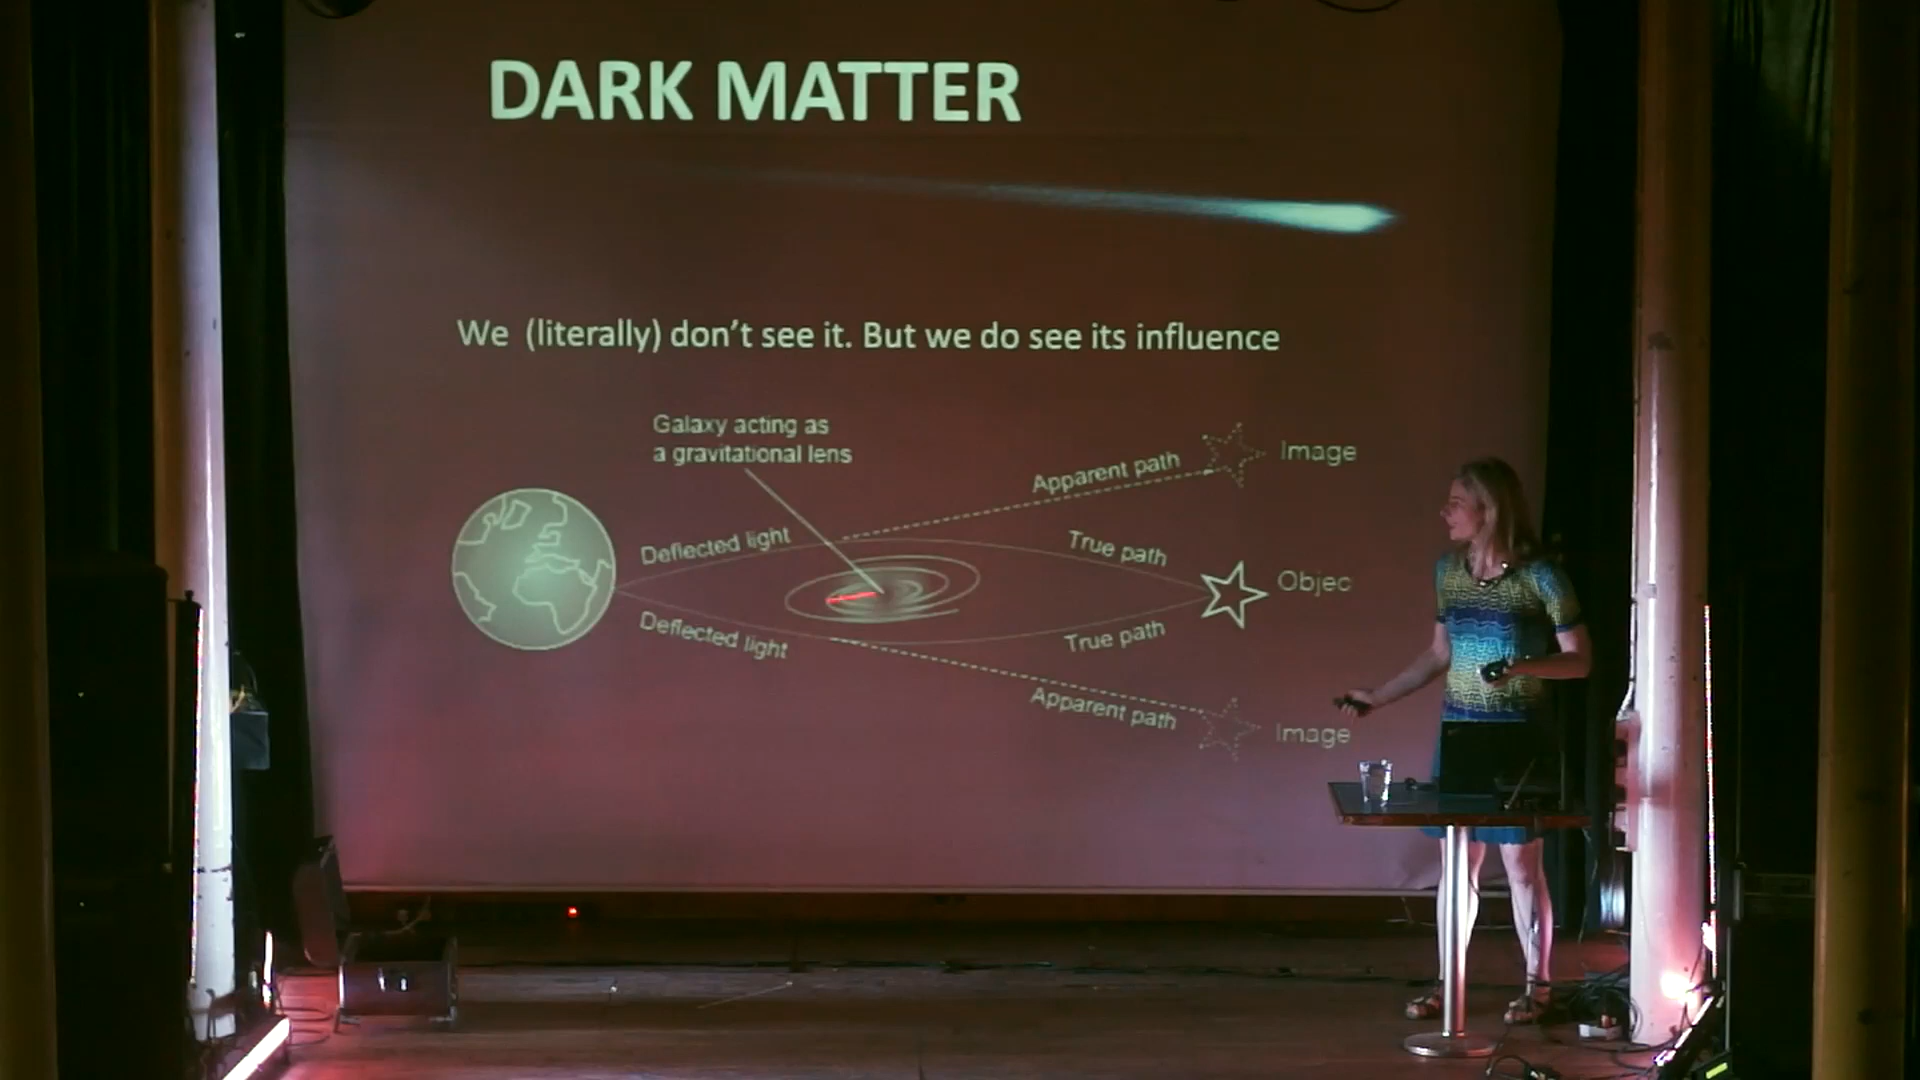 DARK MATTER
We (literally) don't see it. But we do see its influence
Galaxy acting as
a gravitational lens
Apparent path
Image
Deflected light
True path
Objec
Deflected light
True path
Apparent path
Image